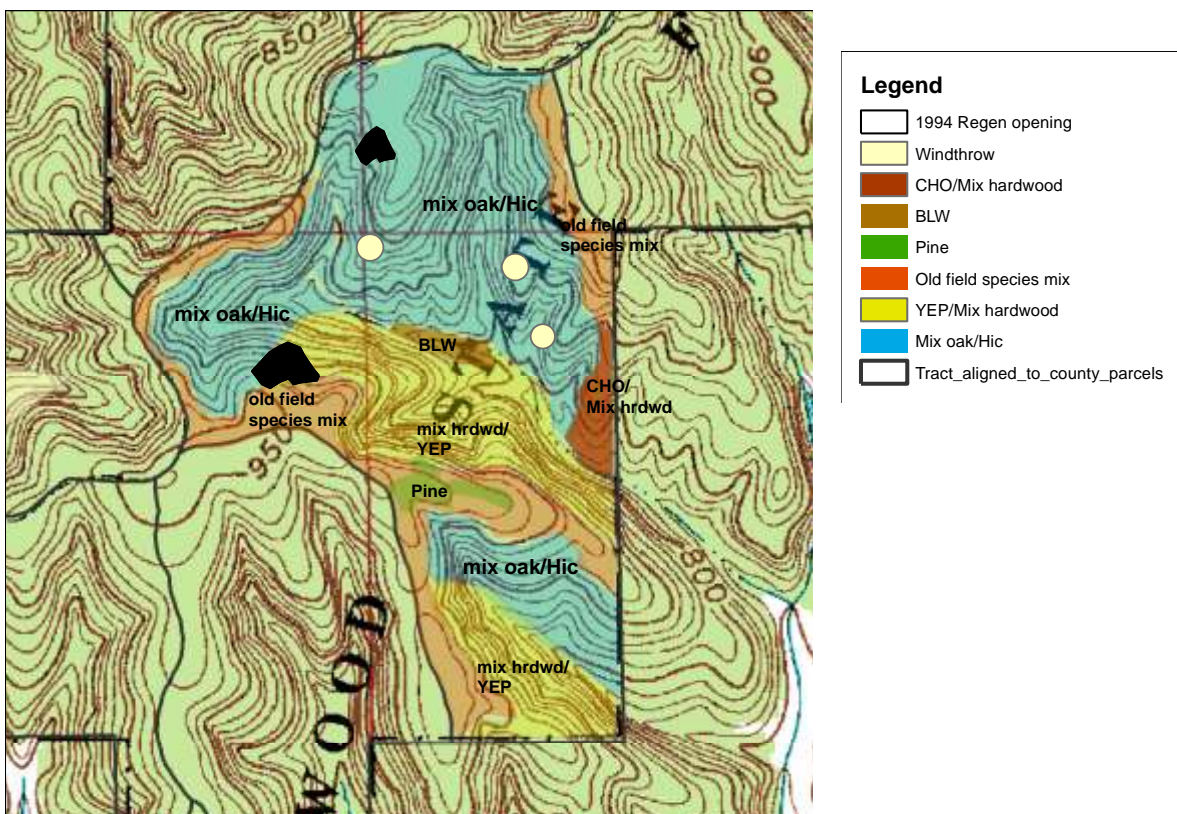 850
900
mix oak/Hic
old field
species mix
mix oak/Hic
BLW
CHO/
Mix hrdwd
old field
species mix
mix hrdwd/
YEP
950
Pine
mix oak/Hic
800
mix hrdwd/
YEP
WOOD
Legend
1994 Regen opening
Windthrow
CHO/Mix hardwood
BLW
Pine
Old field species mix
YEP/Mix hardwood
Mix oak/Hic
Tract_aligned_to_county_parcels